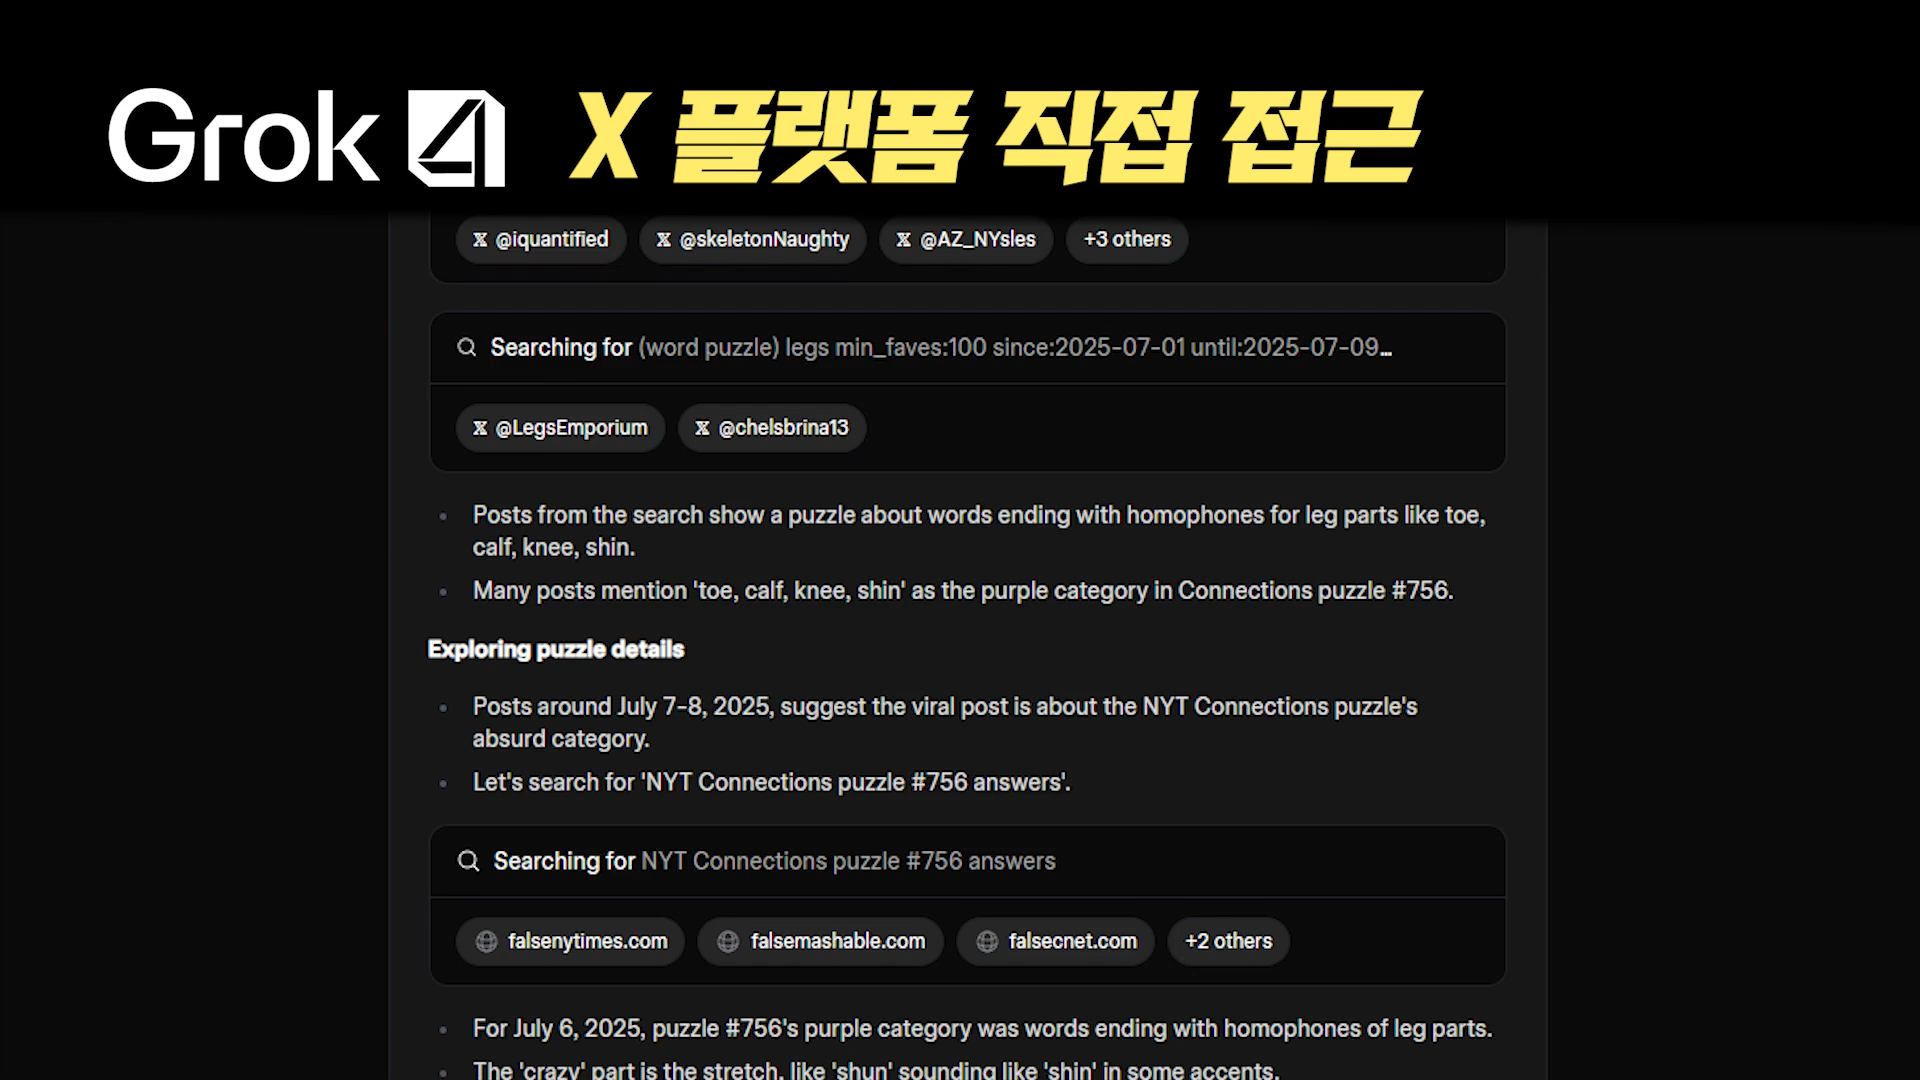 Grok 4 X 플랫폼 직접 접근
@iquantified @skeletonNaughty @AZ_NYsles +3 others
Searching for (word puzzle) legs min_faves:100 since:2025-07-01 until:2025-07-09...
@LegsEmporium @chelsbrina13
Posts from the search show a puzzle about words ending with homophones for leg parts like toe,
calf, knee, shin.
Many posts mention 'toe, calf, knee, shin' as the purple category in Connections puzzle #756.
Exploring puzzle details
Posts around July 7-8, 2025, suggest the viral post is about the NYT Connections puzzle's
absurd category.
Let's search for 'NYT Connections puzzle #756 answers'.
Searching for NYT Connections puzzle #756 answers
falsenytimes.com falsemashable.com falsecnet.com +2 others
For July 6, 2025, puzzle #756's purple category was words ending with homophones of leg parts.
The 'crazy' part is the stretch, like 'shun' sounding like 'shin' in some accents.